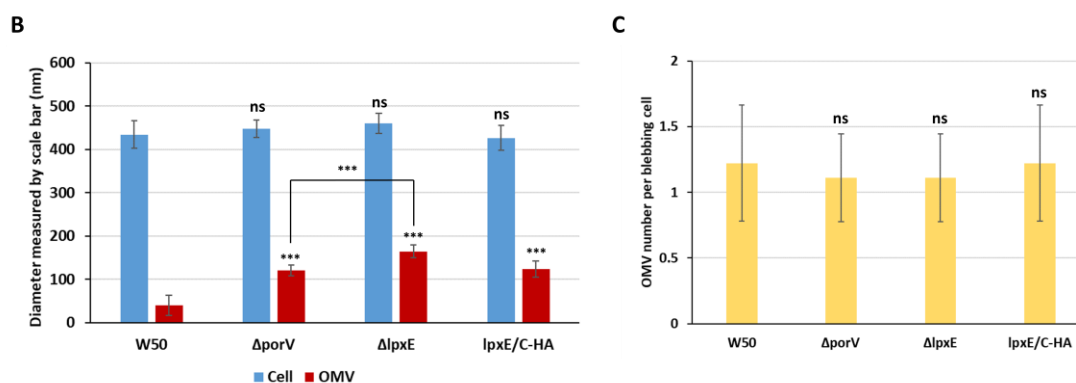 B
Diameter measured by scale bar (nm)
600
500
400
300
200
100
0
ns
ns
ns
***
***
***
***
W50
ΔporV
ΔlpxE
lpxE/C-HA
Cell
OMV
C
OMV number per blebbing cell
2
1.5
1
0.5
0
ns
ns
ns
W50
ΔporV
ΔlpxE
lpxE/C-HA